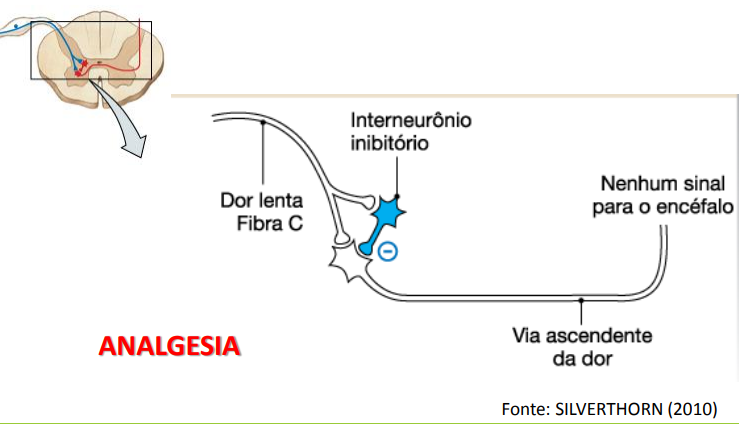 Interneurônio
inibitório
Dor lenta
Fibra C
Nenhum sinal
para o encéfalo
Via ascendente
da dor
ANALGESIA
Fonte: SILVERTHORN (2010)